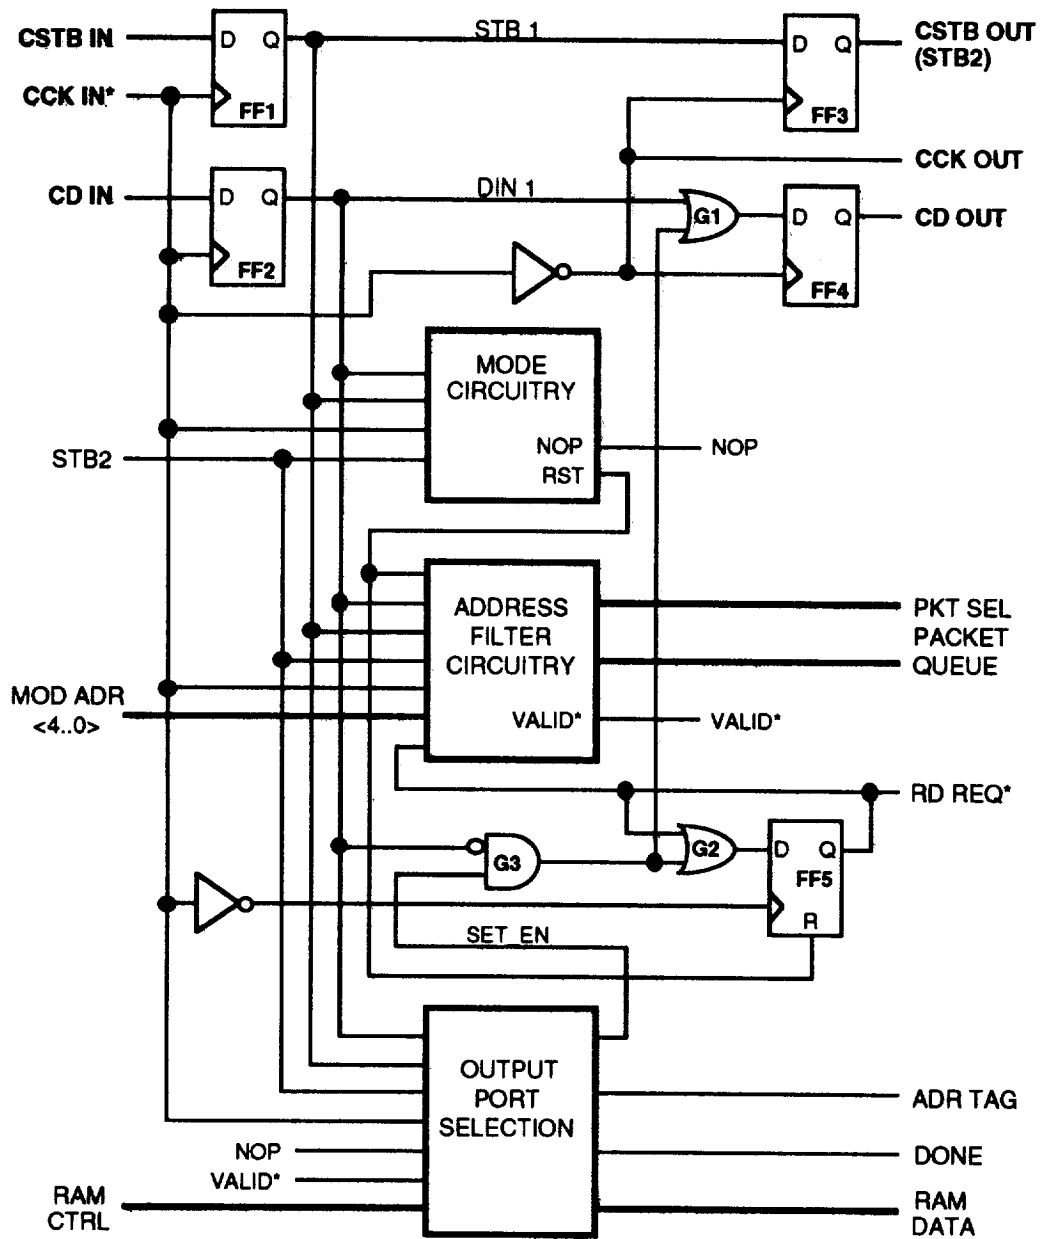 CSTB IN
D Q
FF1
STB 1
D Q
FF3
CSTB OUT
(STB2)
CCK IN*
CCK OUT
CD IN
D Q
FF2
DIN 1
G1
D Q
FF4
CD OUT
MODE
CIRCUITRY
NOP
RST
NOP
STB2
ADDRESS
FILTER
CIRCUITRY
VALID*
VALID*
PKT SEL
PACKET
QUEUE
MOD ADR
<4..0>
RD REQ*
G3
G2
D Q
FF5
R
SET_EN
OUTPUT
PORT
SELECTION
ADR TAG
NOP
DONE
VALID*
RAM
CTRL
RAM
DATA